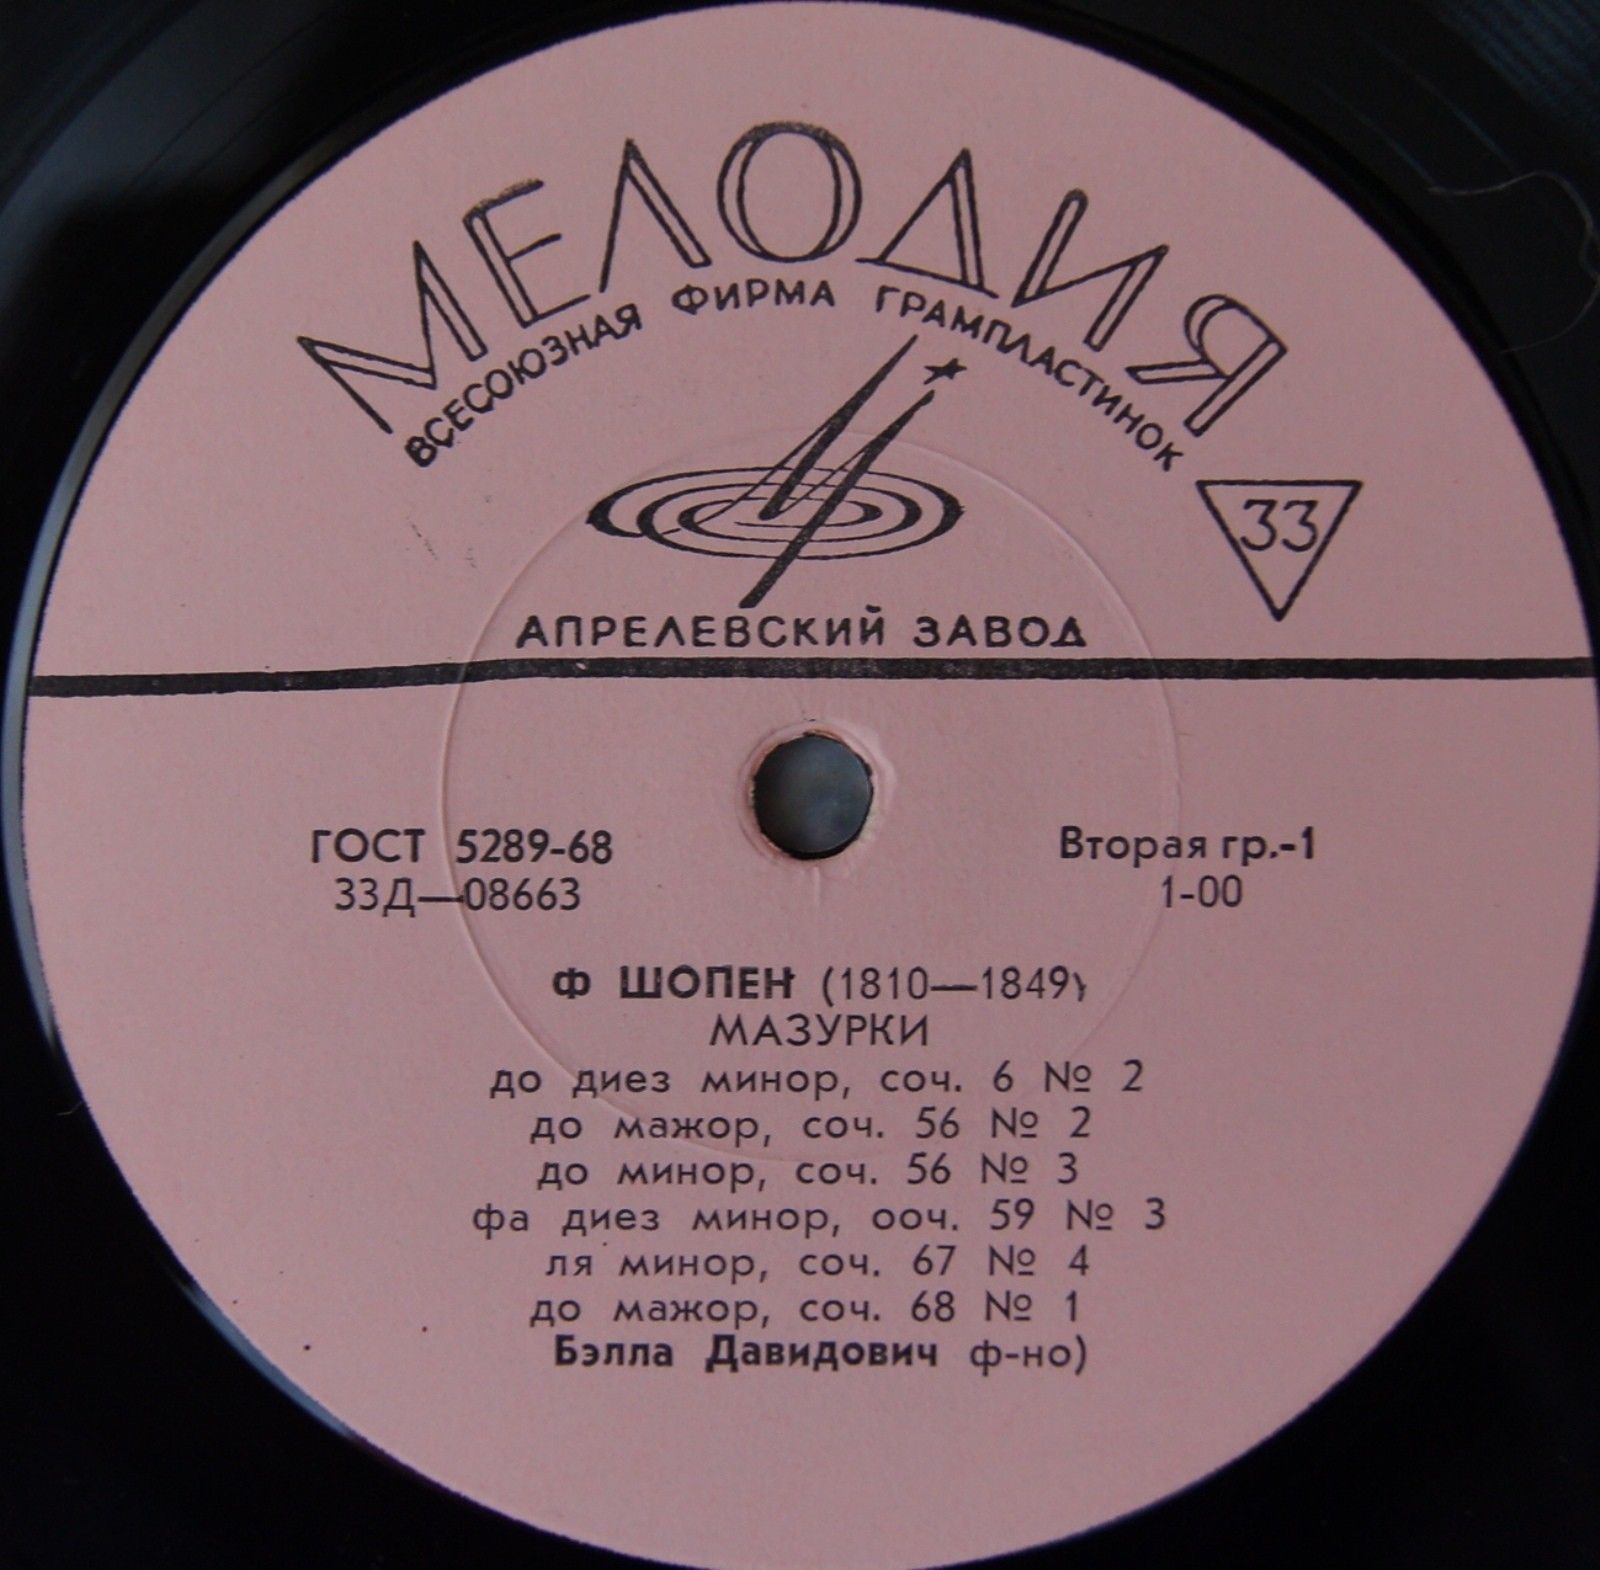 МЕЛОДИЯ
ВСЕСОЮЗНАЯ ФИРМА ГРАМПЛАСТИНОК
33
АПРЕЛЕВСКИЙ ЗАВОД
ГОСТ 5289-68
Вторая гр.-1
33Д—08663
1-00
Ф ШОПЕН (1810—1849)
МАЗУРКИ
до диез минор, соч. 6 № 2
до мажор, соч. 56 № 2
до минор, соч. 56 № 3
фа диез минор, ооч. 59 № 3
ля минор, соч. 67 № 4
до мажор, соч. 68 № 1
Бэлла Давидович ф-но)